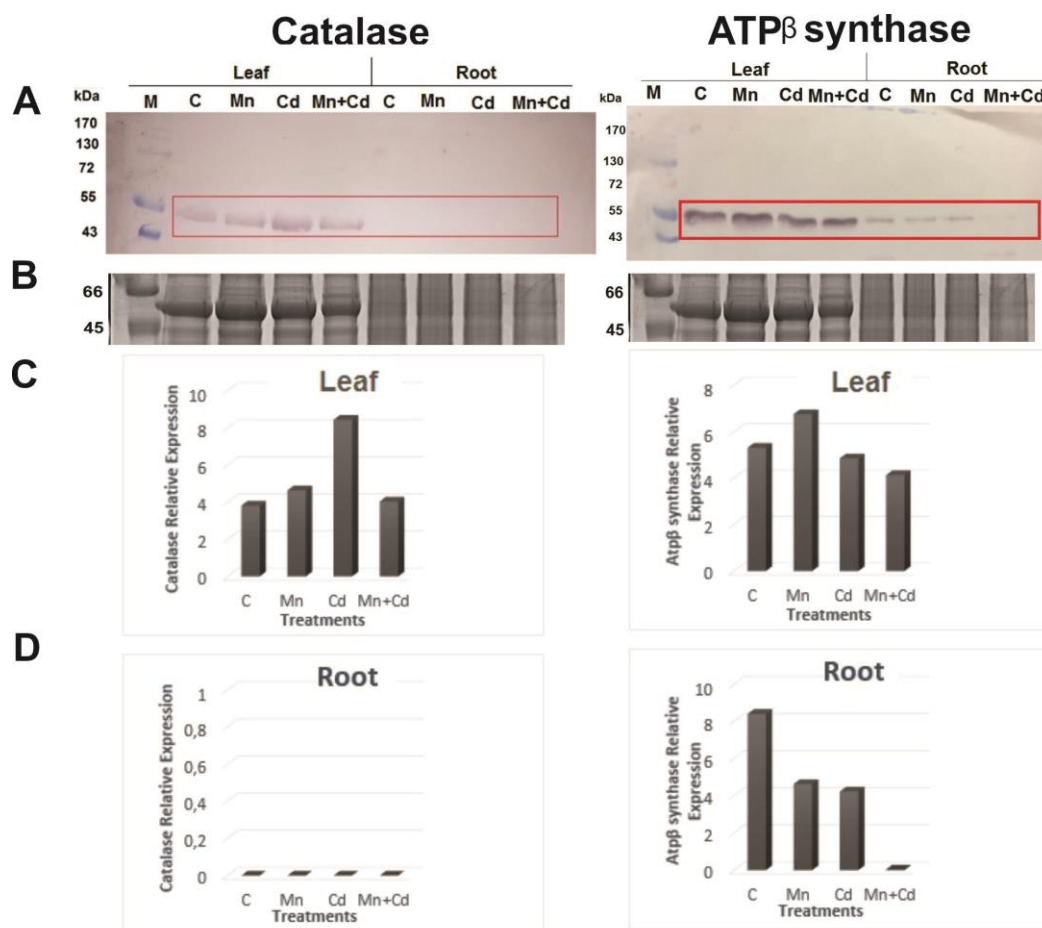 Catalase
ATPβ synthase
Leaf Root
Leaf Root
A
kDa M C Mn Cd Mn+Cd C Mn Cd Mn+Cd
kDa M C Mn Cd Mn+Cd C Mn Cd Mn+Cd
170
130
72
55
43
170
130
72
55
43
B
66
45
66
45
C
Leaf
Catalase Relative Expression
10
8
6
4
2
0
C Mn Cd Mn+Cd
Treatments
Leaf
Atpβ synthase Relative
Expression
8
6
4
2
0
C Mn Cd Mn+Cd
Treatments
D
Root
Catalase Relative Expression
1
0,8
0,6
0,4
0,2
0
C Mn Cd Mn+Cd
Treatments
Root
Atpβ synthase Relative
Expression
10
8
6
4
2
0
C Mn Cd Mn+Cd
Treatments